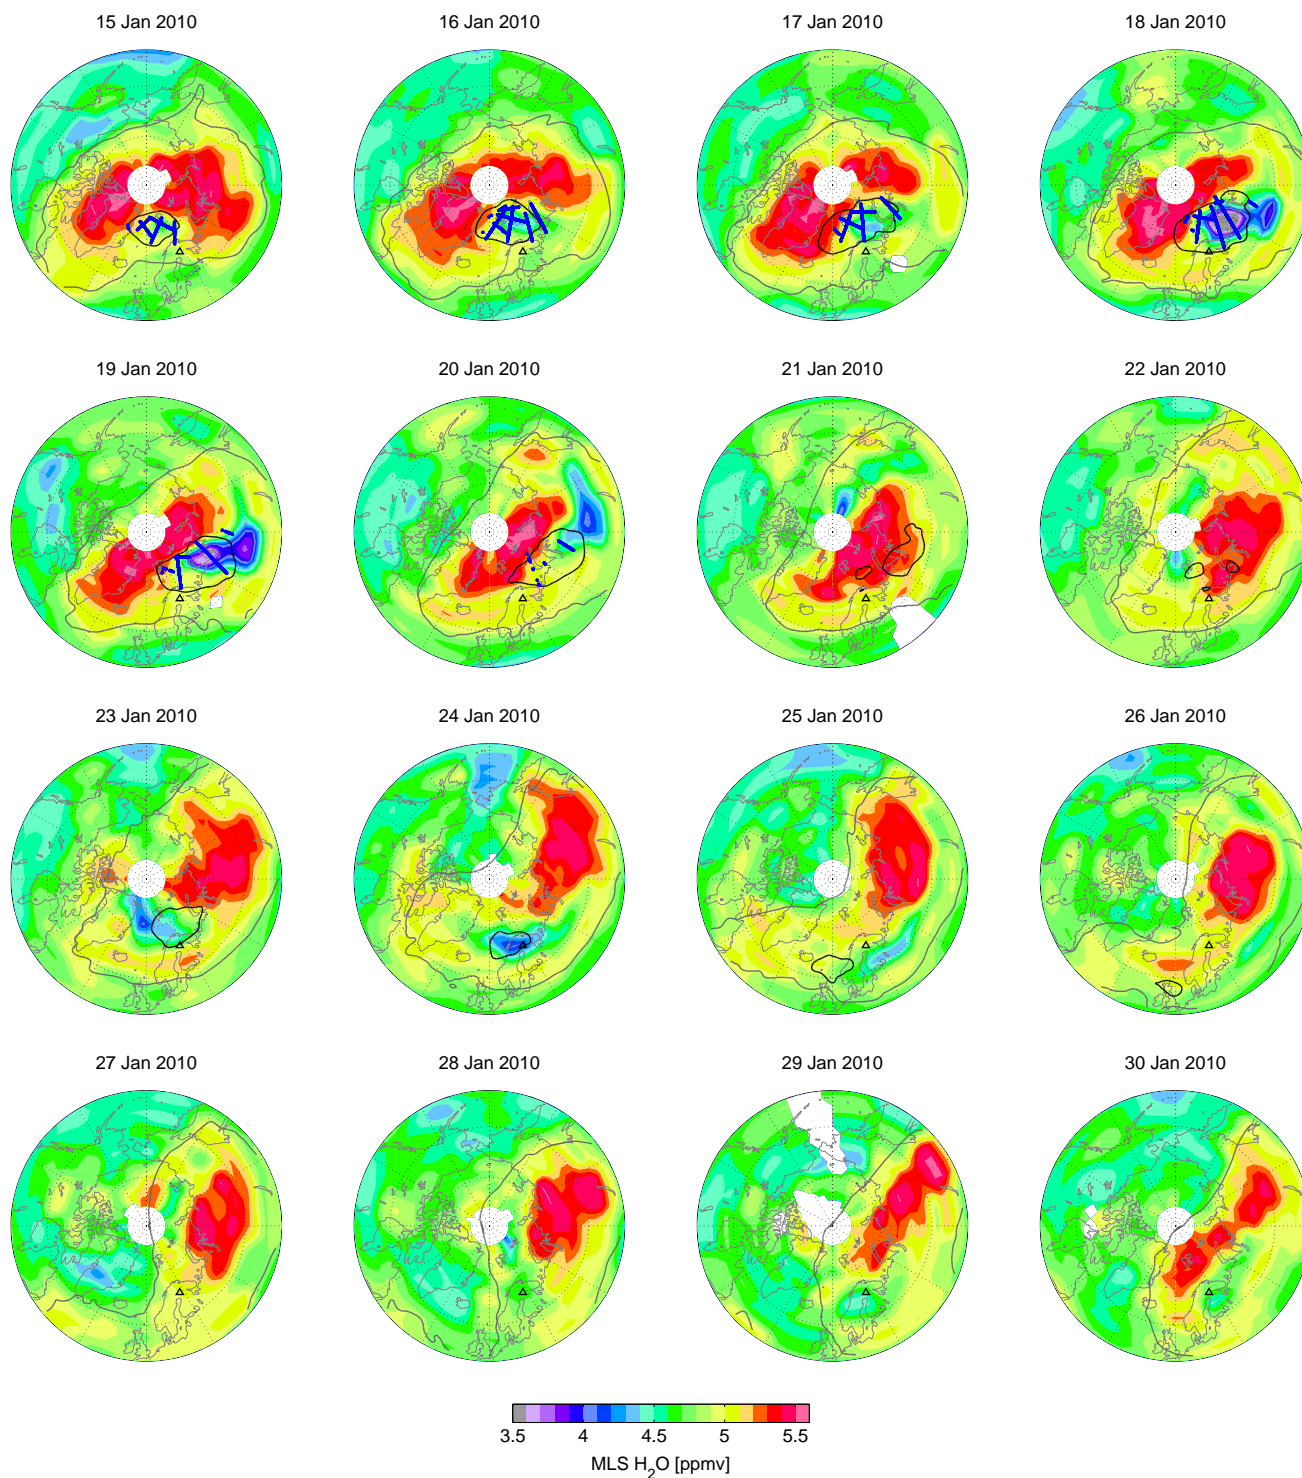 15 Jan 2010 16 Jan 2010 17 Jan 2010 18 Jan 2010
19 Jan 2010 20 Jan 2010 21 Jan 2010 22 Jan 2010
23 Jan 2010 24 Jan 2010 25 Jan 2010 26 Jan 2010
27 Jan 2010 28 Jan 2010 29 Jan 2010 30 Jan 2010
3.5 4 4.5 5 5.5
MLS H₂O [ppmv]